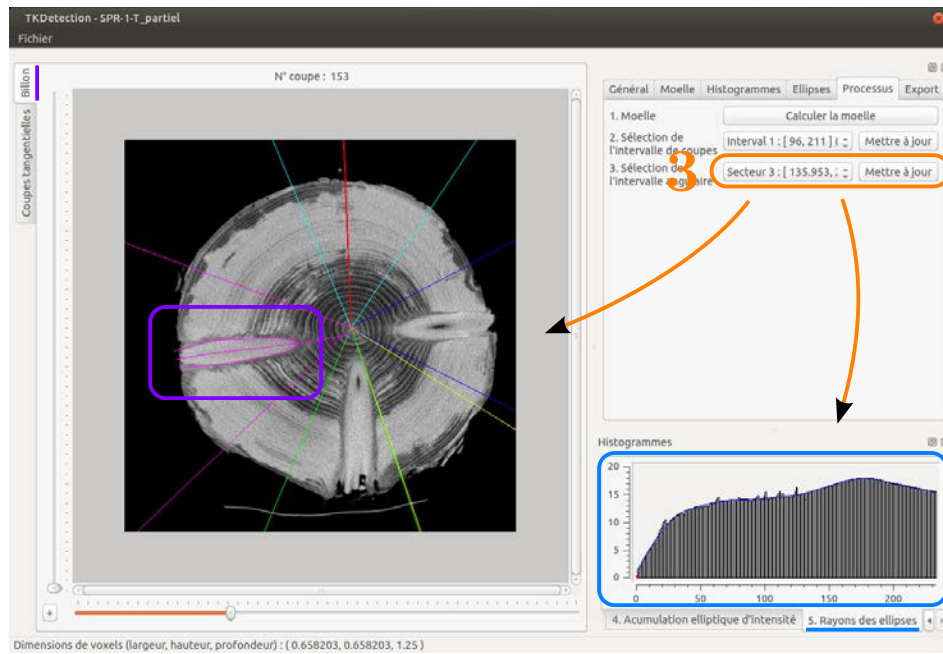 TKDetection - SPR-1-T_partiel
Fichier
Billon
Coupes tangentielles
N° coupe : 153
Général Moelle Histogrammes Ellipses Processus Export
1. Moelle
Calculer la moelle
2. Sélection de
l'intervalle de coupes
Interval 1 : [ 96, 211 ] (
Mettre à jour
3. Sélection de
l'intervalle angulaire
3
Secteur 3 : [ 135.953,
Mettre à jour
Histogrammes
20
15
10
5
0
0 50 100 150 200
4. Acumulation elliptique d'intensité
5. Rayons des ellipses
+
Dimensions de voxels (largeur, hauteur, profondeur) : ( 0.658203, 0.658203, 1.25 )